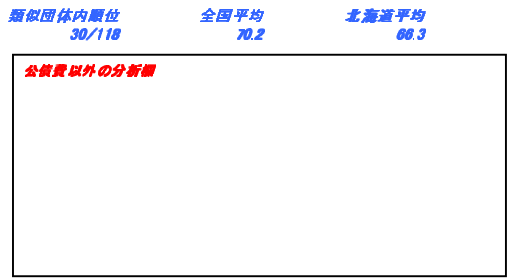 類似団体内順位 全国平均 北海道平均
30/118 70.2 66.3
公債費以外の分析欄